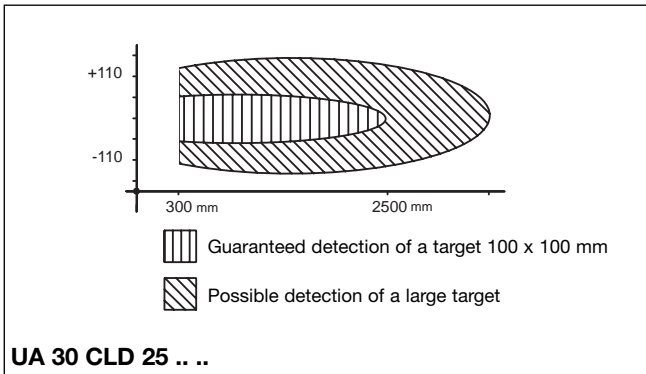 +110
-110
300 mm
2500 mm
Guaranteed detection of a target 100 x 100 mm
Possible detection of a large target
UA 30 CLD 25 .. ..